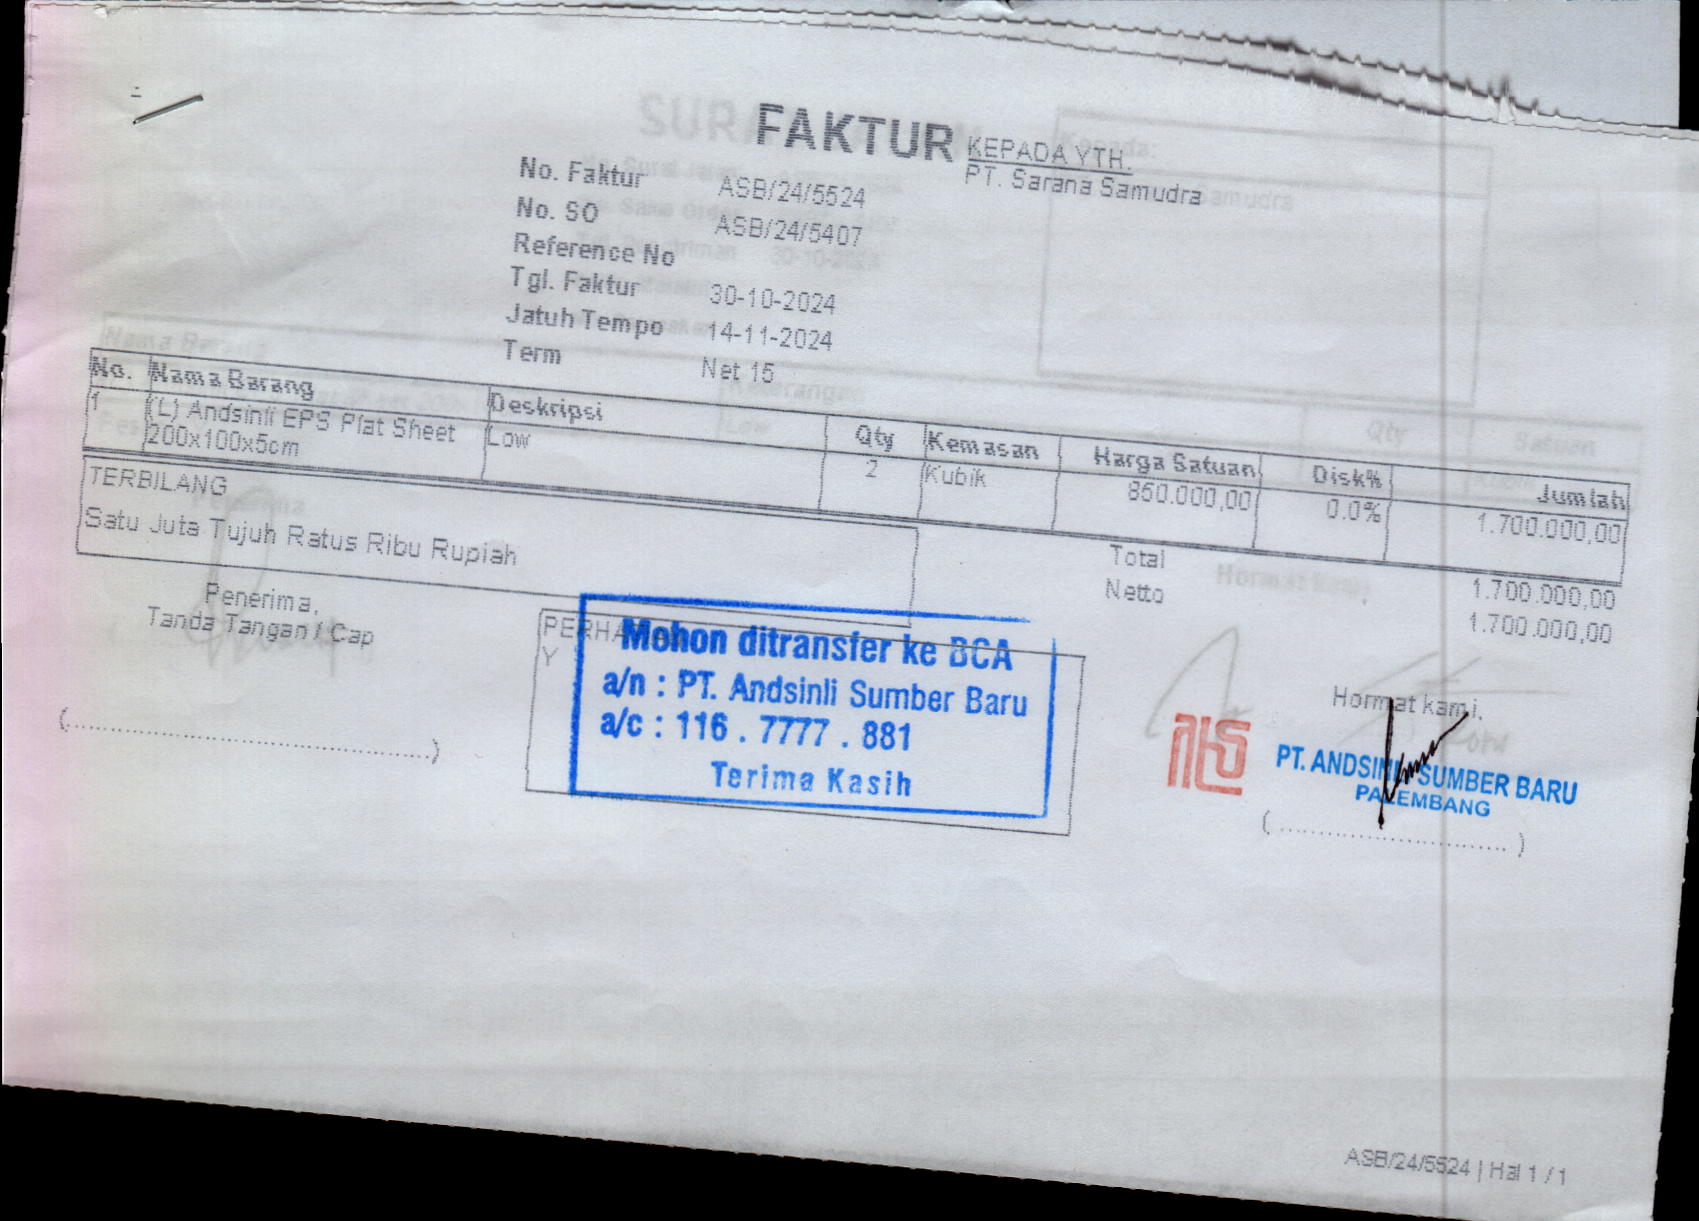 FAKTUR
No. Faktur ASB/24/5524
No. SO ASB/24/5407
Reference No
Tgl. Faktur 30-10-2024
Jatuh Tempo 14-11-2024
Term Net 15
KEPADA YTH.
PT. Sarana Samudra
No. Nama Barang Deskripsi Qty Kemasan Harga Satuan Disk% Jumlah
1 (L) Andsinli EPS Plat Sheet Low 2 Kubik 850.000,00 0.0% 1.700.000,00
200x100x5cm
TERBILANG
Satu Juta Tujuh Ratus Ribu Rupiah
Total 1.700.000,00
Netto 1.700.000,00
Penerima,
Tanda Tangan / Cap
(..................................................)
Y
Mohon ditransfer ke BCA
a/n : PT. Andsinli Sumber Baru
a/c : 116 . 7777 . 881
Terima Kasih
Hormat kami,
PT. ANDSINLI SUMBER BARU
PALEMBANG
( .................................. )
ASB/24/5524 | Hal 1 / 1